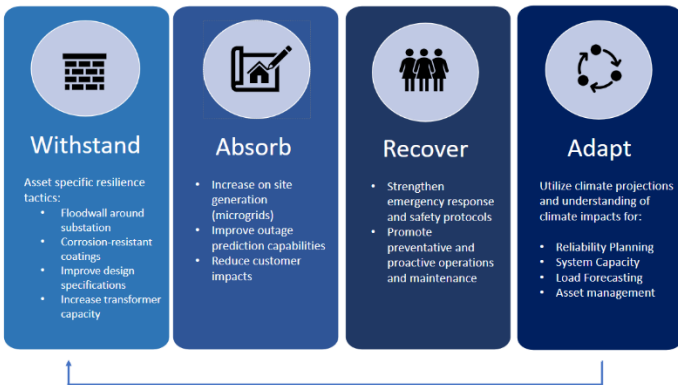 Withstand
Asset specific resilience
tactics:
• Floodwall around
substation
• Corrosion-resistant
coatings
• Improve design
specifications
• Increase transformer
capacity
Absorb
• Increase on site
generation
(microgrids)
• Improve outage
prediction capabilities
• Reduce customer
impacts
Recover
• Strengthen
emergency response
and safety protocols
• Promote
preventative and
proactive operations
and maintenance
Adapt
Utilize climate projections
and understanding of
climate impacts for:
• Reliability Planning
• System Capacity
• Load Forecasting
• Asset management